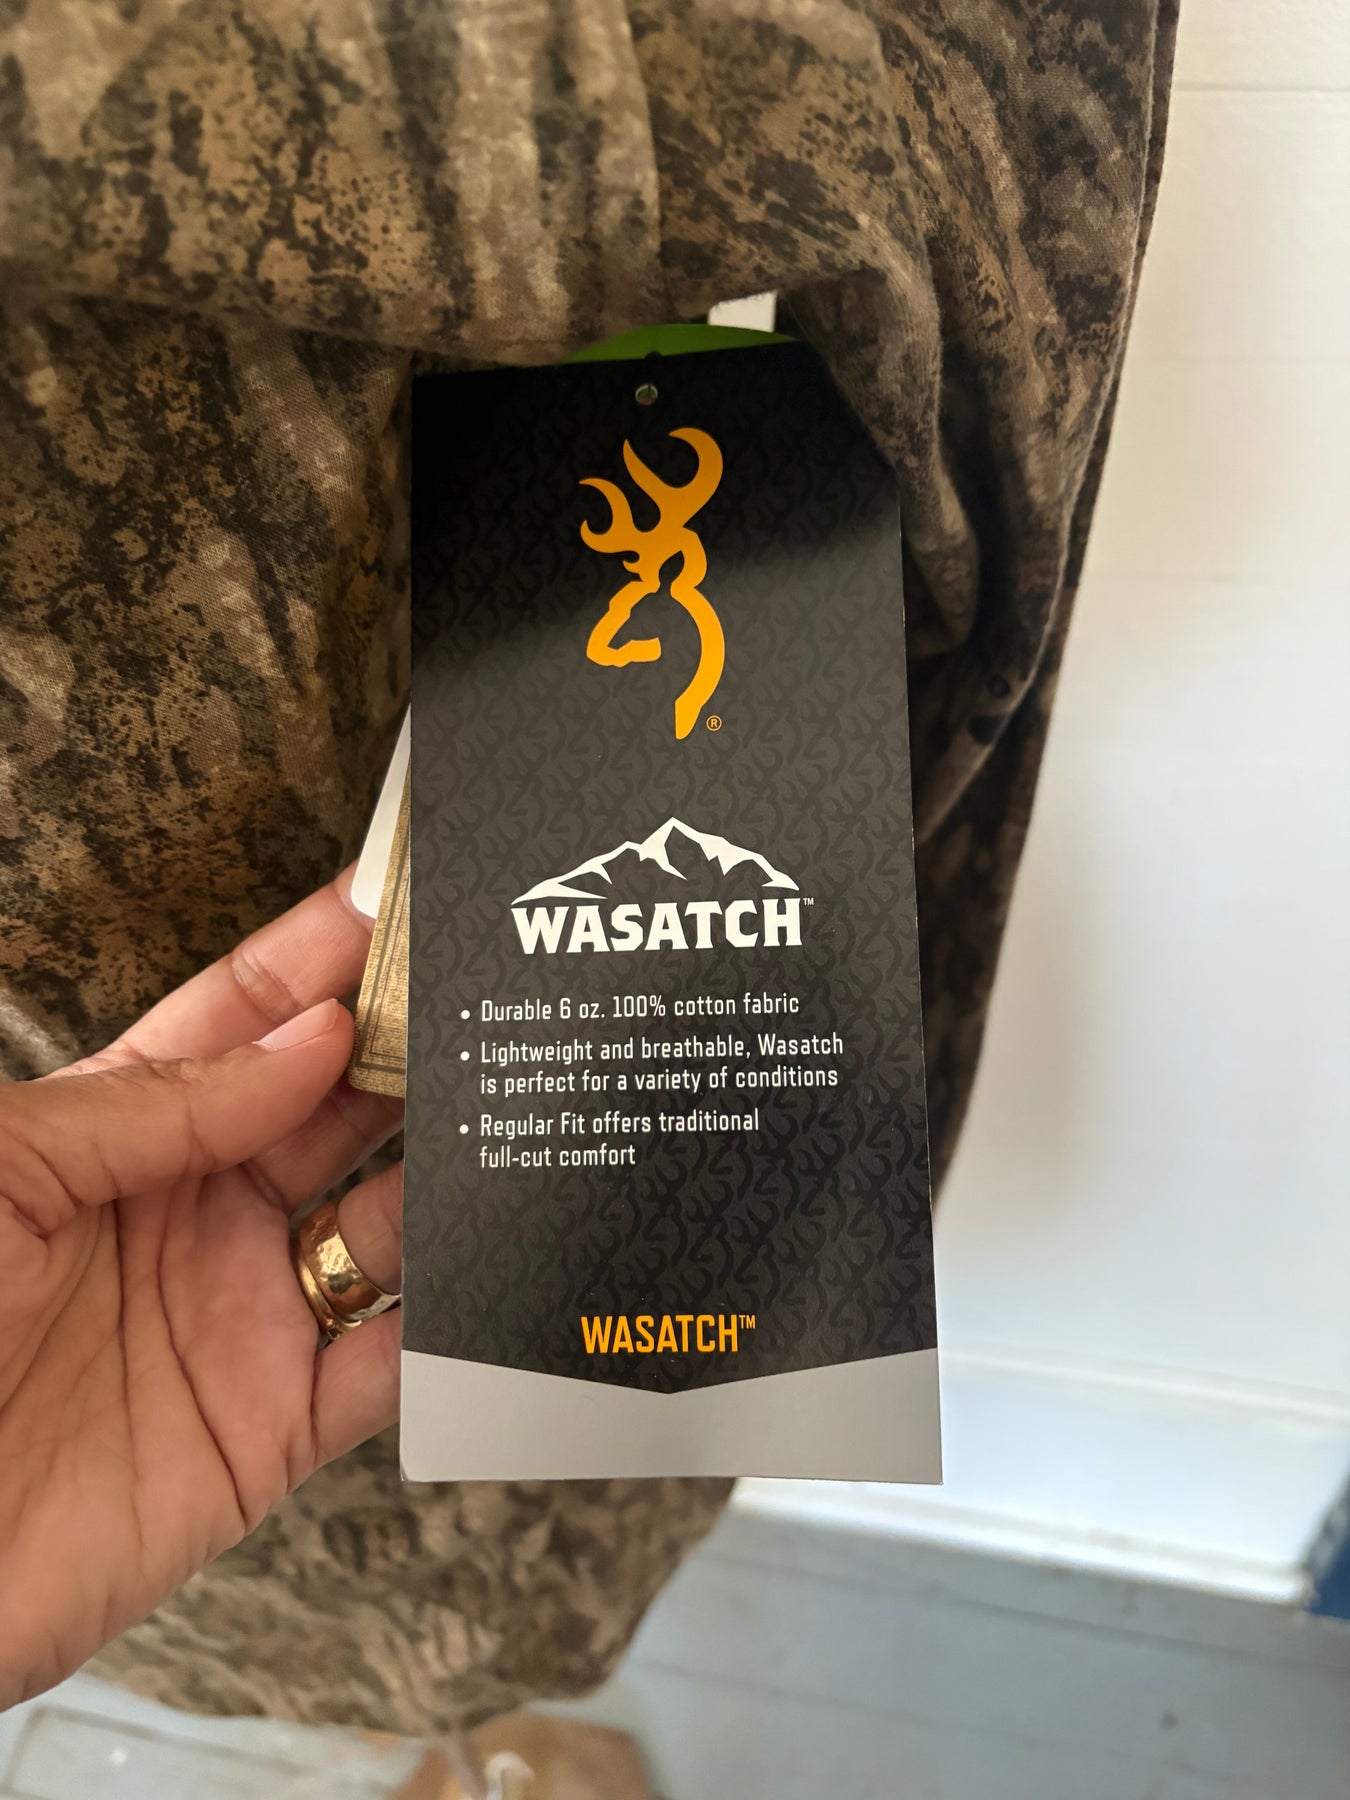 ®
WASATCH™
• Durable 6 oz. 100% cotton fabric
• Lightweight and breathable, Wasatch
is perfect for a variety of conditions
• Regular Fit offers traditional
full-cut comfort
WASATCH™